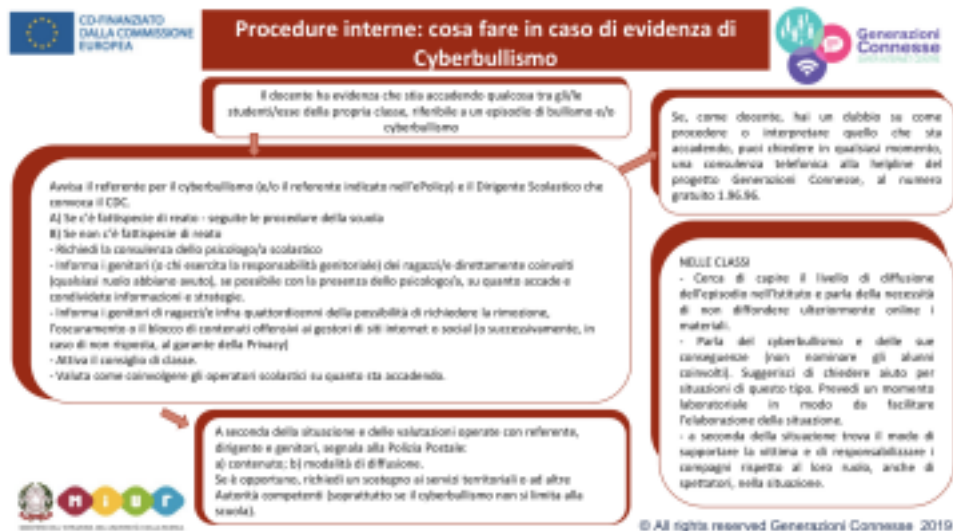 CO-FINANZIATO
DALLA COMMISSIONE
EUROPEA
Procedure interne: cosa fare in caso di evidenza di
Cyberbullismo
Generazioni
Connesse
SAFER INTERNET CENTRE
Il docente ha evidenza che stia accadendo qualcosa tra gli/le
studenti/esse della propria classe, riferibile a un episodio di bullismo e/o
cyberbullismo
Se, come docente, hai un dubbio su come
procedere o interpretare quello che sta
accadendo, puoi chiedere in qualsiasi momento,
una consulenza telefonica alla helpline del
progetto Generazioni Connesse, al numero
gratuito 1.96.96.
Avvisa il referente per il cyberbullismo (e/o il referente indicato nell'ePolicy) e il Dirigente Scolastico che
convoca il CDC.
A) Se c'è fattispecie di reato - seguite le procedure della scuola
B) Se non c'è fattispecie di reato
- Richiedi la consulenza dello psicologo/a scolastico
- Informa i genitori (o chi esercita la responsabilità genitoriale) dei ragazzi/e direttamente coinvolti
(qualsiasi ruolo abbiano avuto), se possibile con la presenza dello psicologo/a, su quanto accade e
condividete informazioni e strategie.
- Informa i genitori di ragazzi/e infra quattordicenni della possibilità di richiedere la rimozione,
l'oscuramento o il blocco di contenuti offensivi ai gestori di siti internet o social (o successivamente, in
caso di non risposta, al garante della Privacy)
- Attiva il consiglio di classe.
- Valuta come coinvolgere gli operatori scolastici su quanto sta accadendo.
NELLE CLASSI
- Cerca di capire il livello di diffusione
dell'episodio nell'Istituto e parla della necessità
di non diffondere ulteriormente online i
materiali.
- Parla del cyberbullismo e delle sue
conseguenze (non nominare gli alunni
coinvolti). Suggerisci di chiedere aiuto per
situazioni di questo tipo. Prevedi un momento
laboratoriale in modo da facilitare
l'elaborazione della situazione.
- a seconda della situazione trova il modo di
supportare la vittima e di responsabilizzare i
compagni rispetto al loro ruolo, anche di
spettatori, nella situazione.
A seconda della situazione e delle valutazioni operate con referente,
dirigente e genitori, segnala alla Polizia Postale:
a) contenuto; b) modalità di diffusione.
Se è opportuno, richiedi un sostegno ai servizi territoriali o ad altre
Autorità competenti (soprattutto se il cyberbullismo non si limita alla
scuola).
MIUR
© All rights reserved Generazioni Connesse 2019